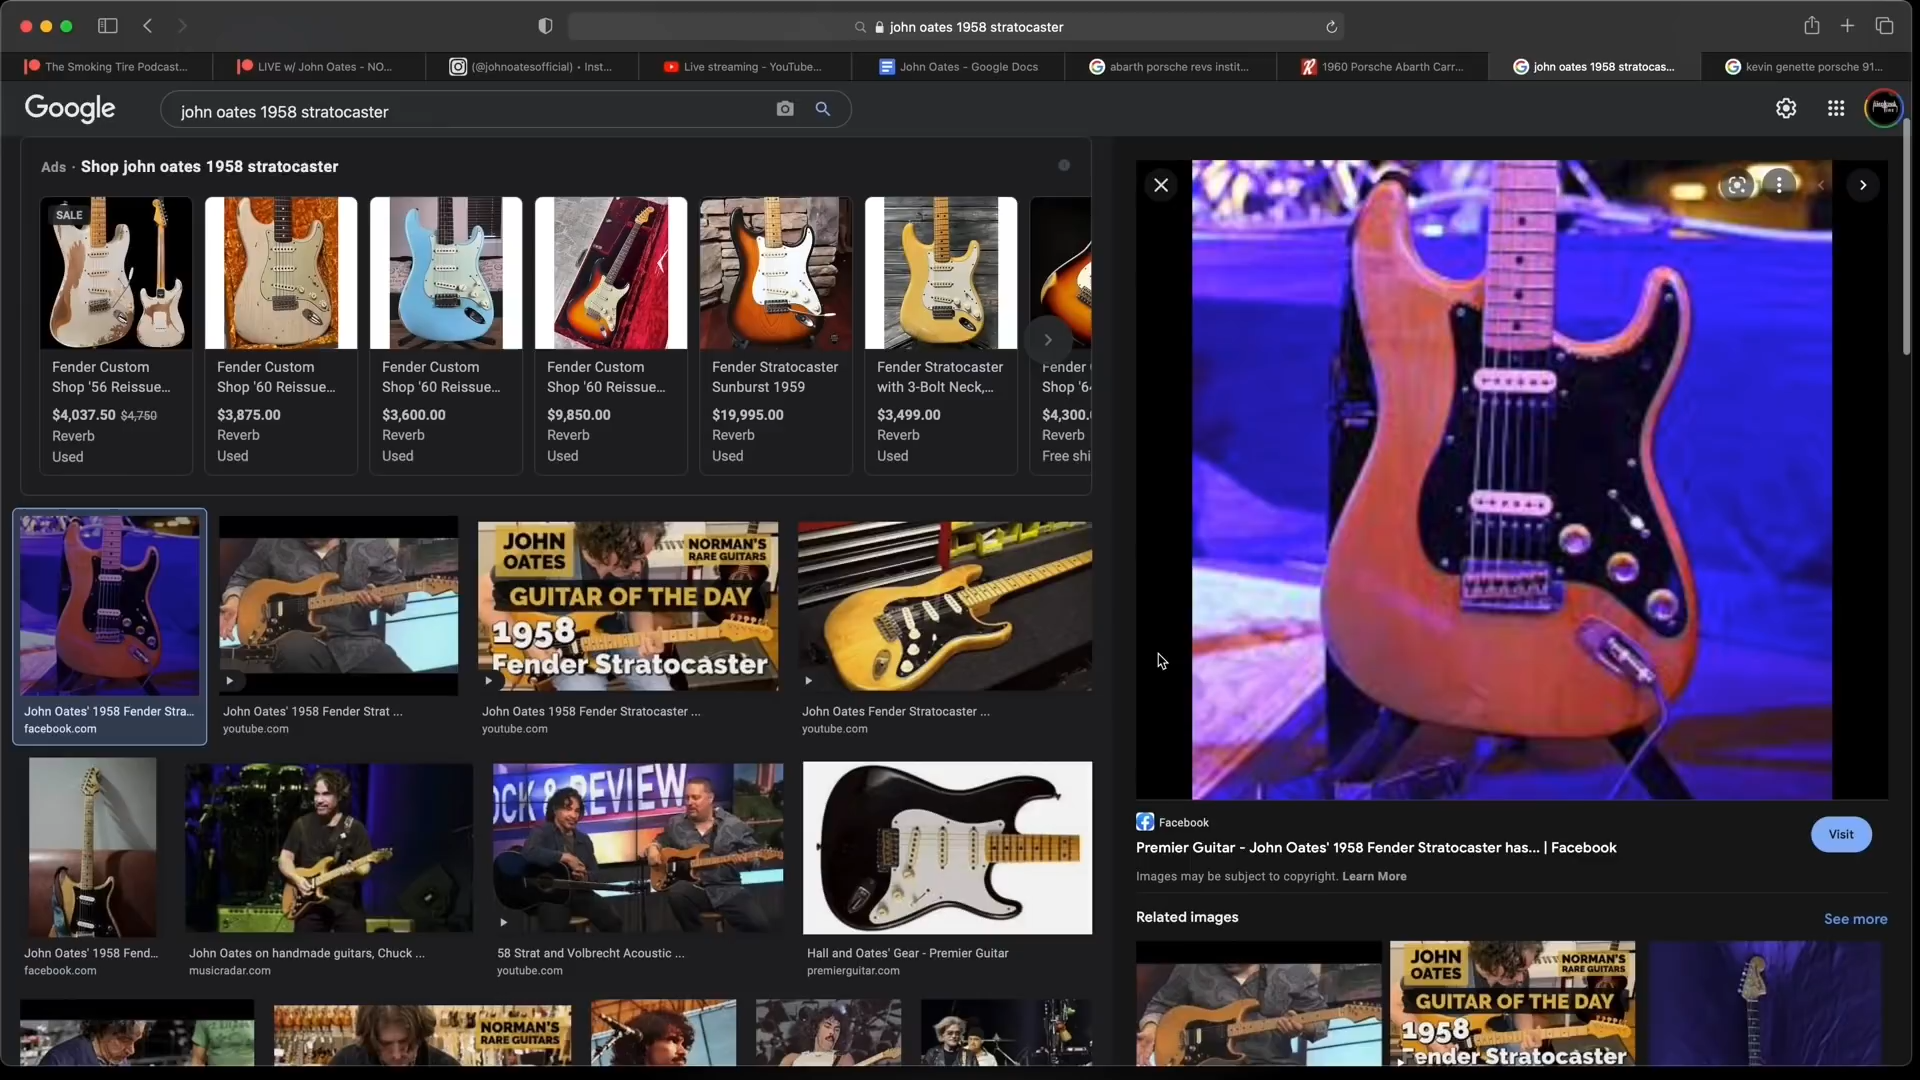 john oates 1958 stratocaster
The Smoking Tire Podcast...
LIVE w/ John Oates - NO...
(@johnoatesofficial) • Inst...
Live streaming - YouTube...
John Oates - Google Docs
abarth porsche revs instit...
1960 Porsche Abarth Carr...
john oates 1958 stratocas...
kevin genette porsche 91...
Google
john oates 1958 stratocaster
Ads · Shop john oates 1958 stratocaster
SALE
Fender Custom
Shop '56 Reissue...
$4,037.50 $4,750
Reverb
Used
Fender Custom
Shop '60 Reissue...
$3,875.00
Reverb
Used
Fender Custom
Shop '60 Reissue...
$3,600.00
Reverb
Used
Fender Custom
Shop '60 Reissue...
$9,850.00
Reverb
Used
Fender Stratocaster
Sunburst 1959
$19,995.00
Reverb
Used
Fender Stratocaster
with 3-Bolt Neck,...
$3,499.00
Reverb
Used
Fender
Shop '6
$4,300.
Reverb
Free shi
JOHN
OATES
NORMAN'S
RARE GUITARS
GUITAR OF THE DAY
1958
Fender Stratocaster
John Oates' 1958 Fender Stra...
facebook.com
John Oates' 1958 Fender Strat ...
youtube.com
John Oates 1958 Fender Stratocaster ...
youtube.com
John Oates Fender Stratocaster ...
youtube.com
OCK & REVIEW
John Oates' 1958 Fend...
facebook.com
John Oates on handmade guitars, Chuck ...
musicradar.com
58 Strat and Volbrecht Acoustic ...
youtube.com
Hall and Oates' Gear - Premier Guitar
premierguitar.com
NORMAN'S
RARE GUITARS
Facebook
Visit
Premier Guitar - John Oates' 1958 Fender Stratocaster has... | Facebook
Images may be subject to copyright. Learn More
Related images
See more
JOHN
OATES
NORMAN'S
RARE GUITARS
GUITAR OF THE DAY
1958
Fender Stratocaster